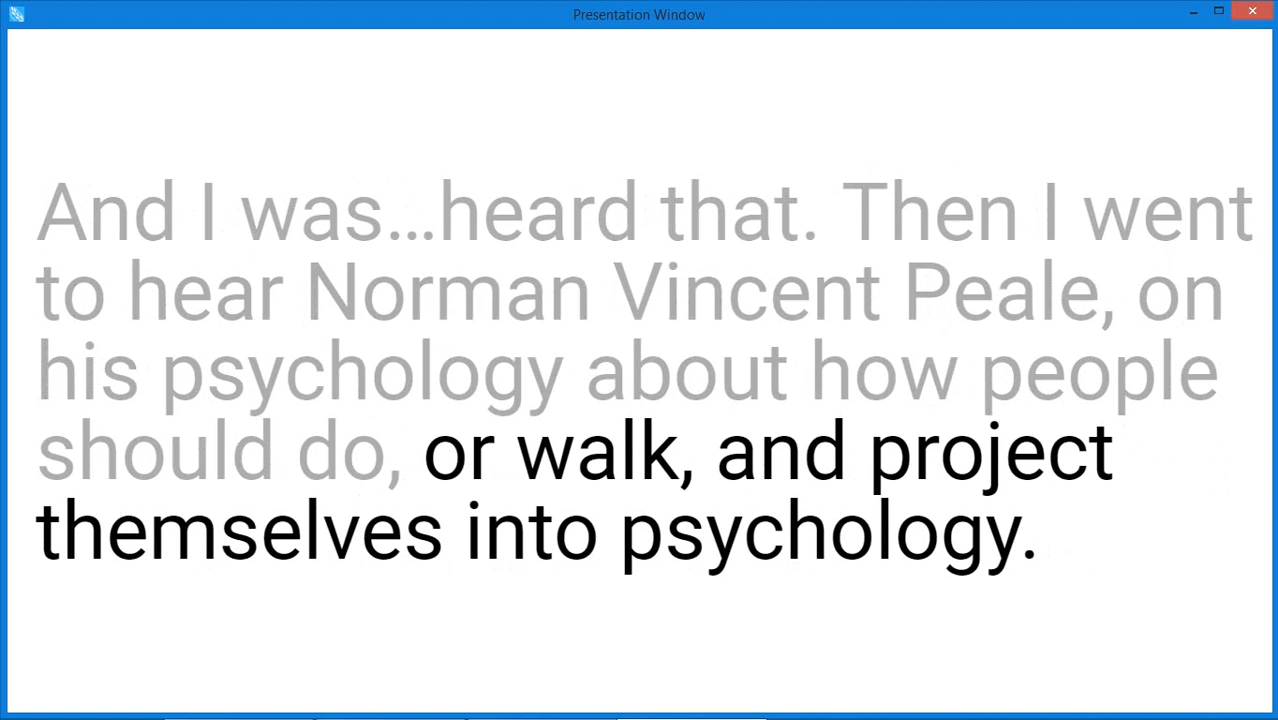 Presentation Window
And I was...heard that. Then I went
to hear Norman Vincent Peale, on
his psychology about how people
should do, or walk, and project
themselves into psychology.